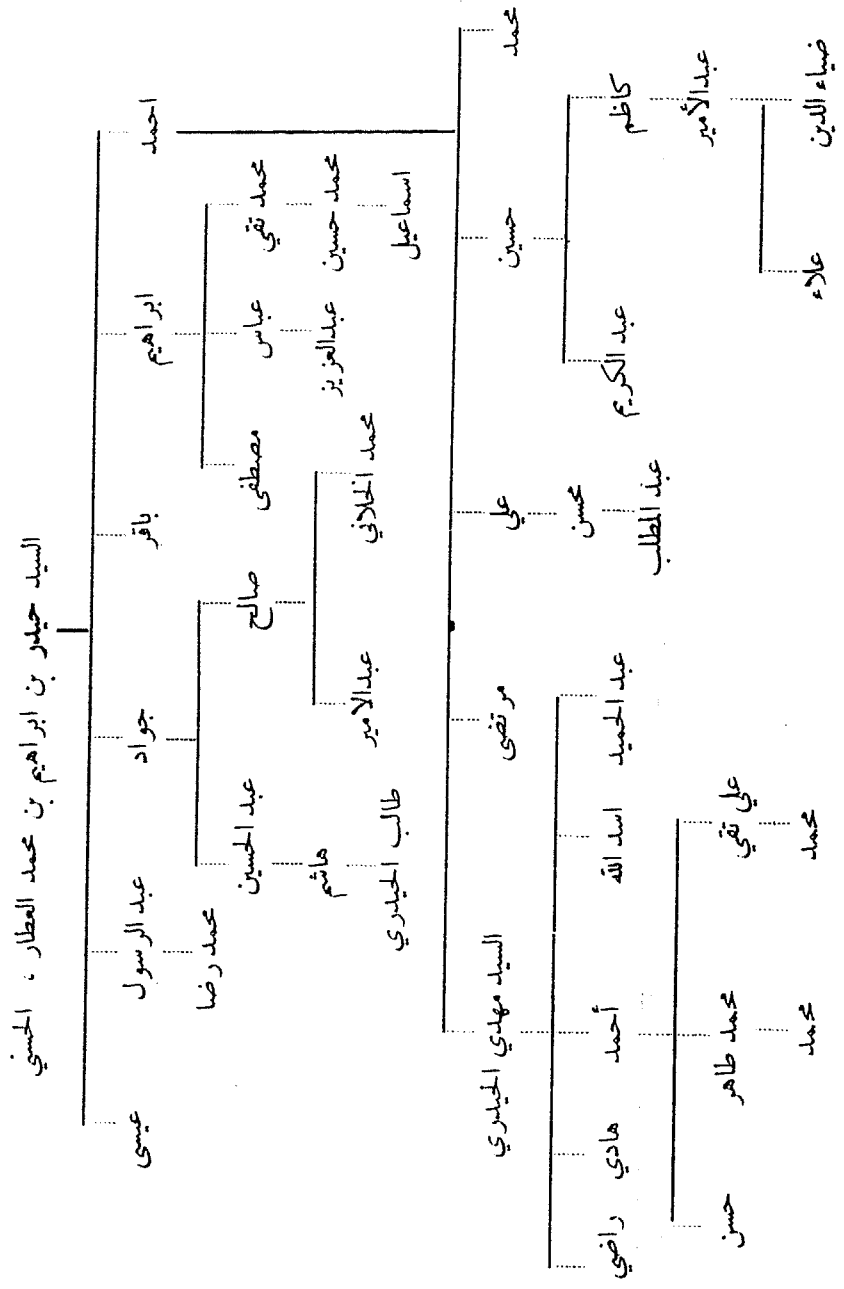 السيد حيدر بن ابراهيم بن محمد العطار ، الحسني
احمد
ابراهيم
باقر
جواد
عبد الرسول
عيسى
محمد تقي
عباس
مصطفى
صالح
عبد الحسين
محمد رضا
محمد حسين
عبدالعزيز
محمد الخلاني
عبدالأمير
هاشم
اسماعيل
طالب الحيدري
محمد
حسين
علي
مرتضى
السيد مهدي الحيدري
كاظم
عبد الكريم
محسن
عبد الحميد
اسد الله
أحمد
هادي
راضي
عبدالأمير
عبد المطلب
علي تقي
محمد طاهر
حسن
ضياء الدين
علاء
محمد
محمد